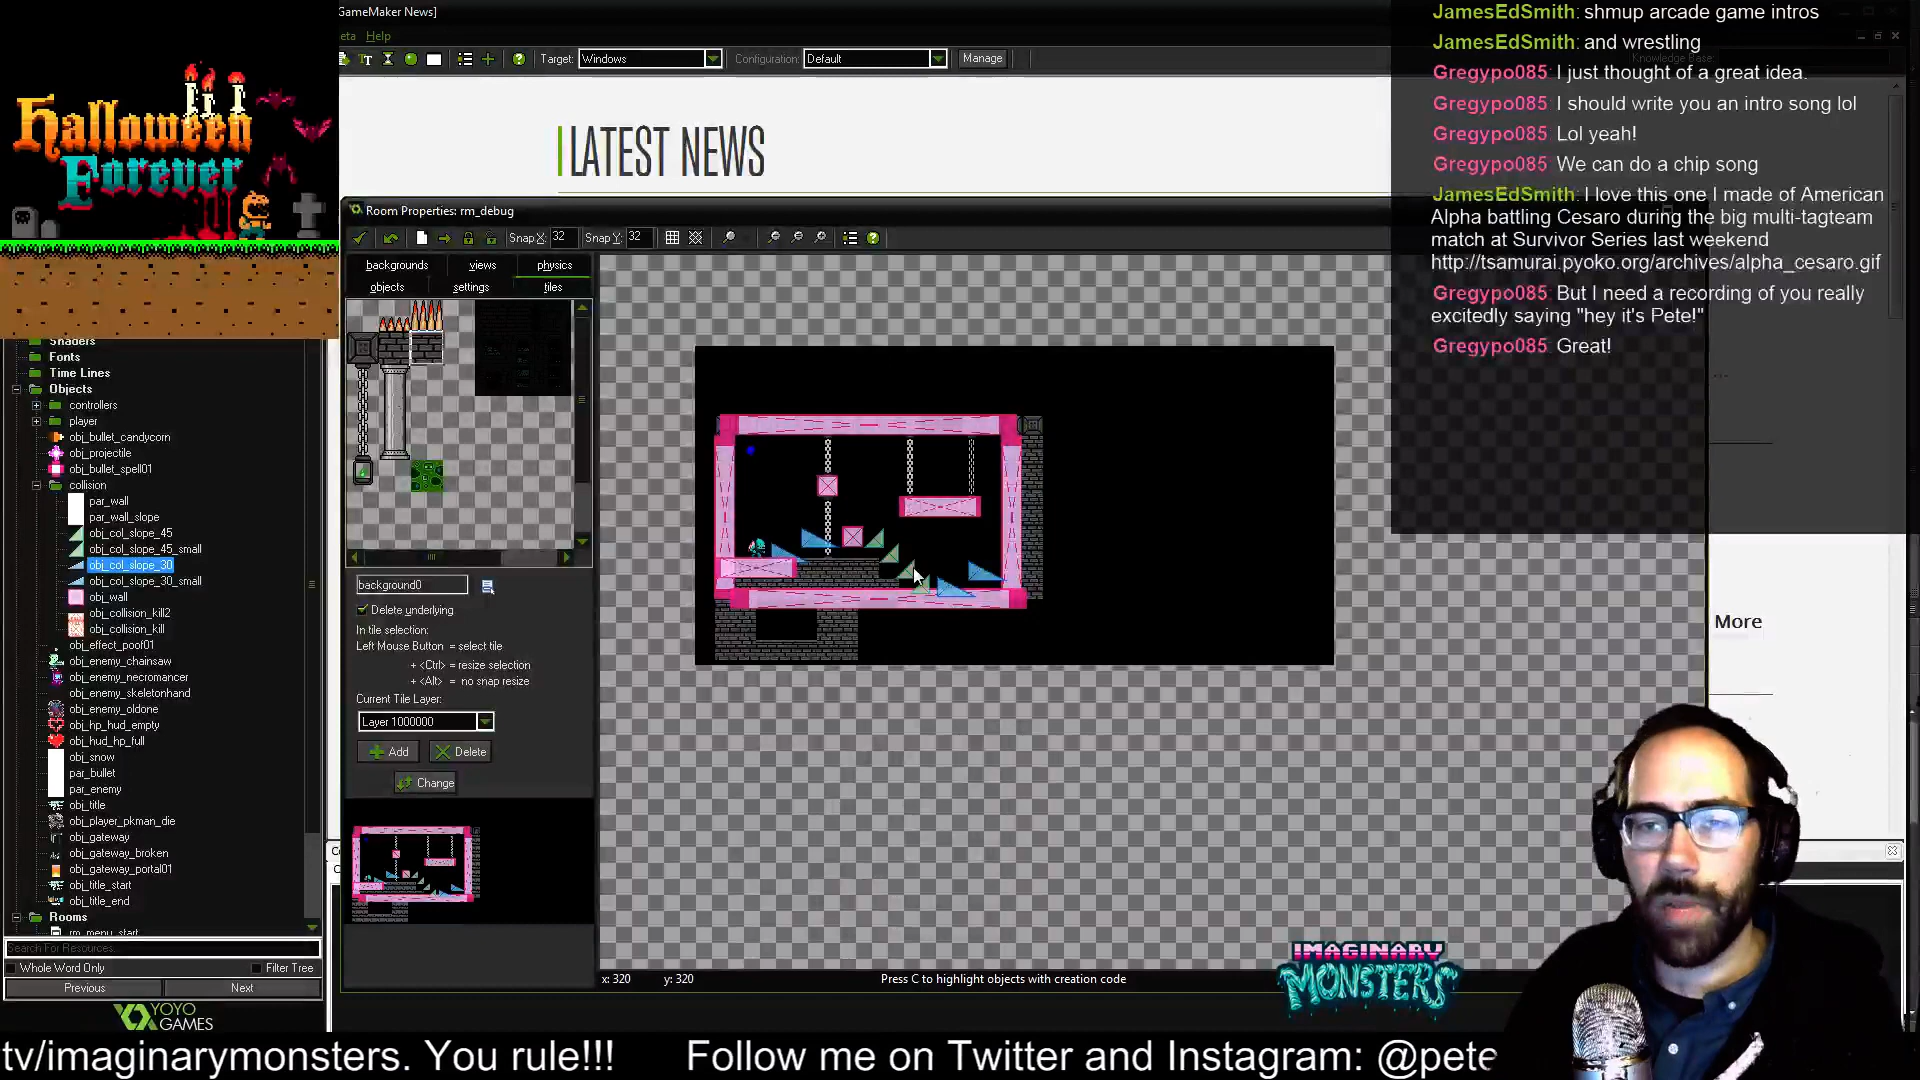 GameMaker News]
eta Help
Target: Windows Configuration: Default Manage
Halloween
Forever
LATEST NEWS
Room Properties: rm_debug
Snap X: 32 Snap Y: 32
backgrounds views physics
objects settings tiles
background0
Delete underlying
In tile selection:
Left Mouse Button = select tile
+ <Ctrl> = resize selection
+ <Alt> = no snap resize
Current Tile Layer:
Layer 1000000
Add Delete
Change
x: 320 y: 320 Press C to highlight objects with creation code
Shaders
Fonts
Time Lines
Objects
controllers
player
obj_bullet_candycorn
obj_projectile
obj_bullet_spell01
collision
par_wall
par_wall_slope
obj_col_slope_45
obj_col_slope_45_small
obj_col_slope_30
obj_col_slope_30_small
obj_wall
obj_collision_kill2
obj_collision_kill
obj_effect_poof01
obj_enemy_chainsaw
obj_enemy_necromancer
obj_enemy_skeletonhand
obj_enemy_oldone
obj_hp_hud_empty
obj_hud_hp_full
obj_snow
par_bullet
par_enemy
obj_title
obj_player_pkman_die
obj_gateway
obj_gateway_broken
obj_gateway_portal01
obj_title_start
obj_title_end
Rooms
rm_menu_start
Search For Resources
Whole Word Only Filter Tree
Previous Next
YOYO
GAMES
JamesEdSmith: shmup arcade game intros
JamesEdSmith: and wrestling
Knowledge Base
Gregypo085: I just thought of a great idea.
Gregypo085: I should write you an intro song lol
Gregypo085: Lol yeah!
Gregypo085: We can do a chip song
JamesEdSmith: I love this one I made of American
Alpha battling Cesaro during the big multi-tagteam
match at Survivor Series last weekend
http://tsamurai.pyoko.org/archives/alpha_cesaro.gif
Gregypo085: But I need a recording of you really
excitedly saying "hey it's Pete!"
Gregypo085: Great!
More
IMAGINARY
MONSTERS
tv/imaginarymonsters. You rule!!! Follow me on Twitter and Instagram: @pete